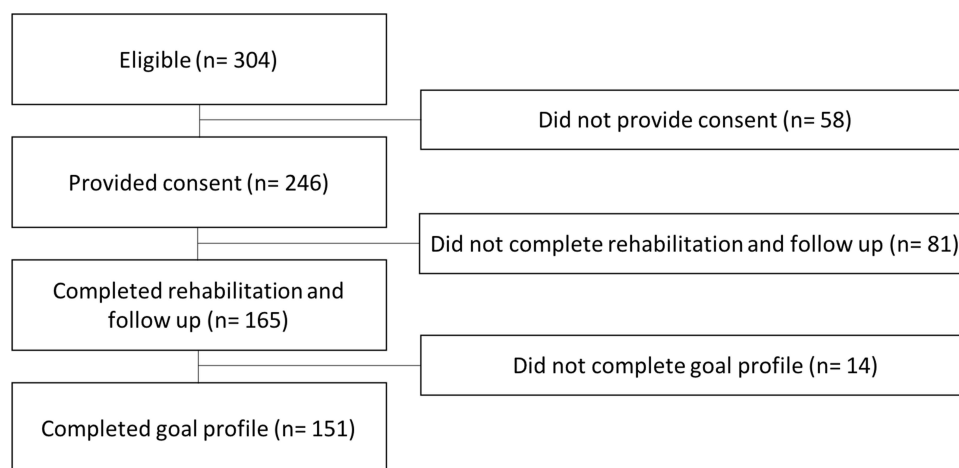 Eligible (n= 304)
Did not provide consent (n= 58)
Provided consent (n= 246)
Did not complete rehabilitation and follow up (n= 81)
Completed rehabilitation and
follow up (n= 165)
Did not complete goal profile (n= 14)
Completed goal profile (n= 151)